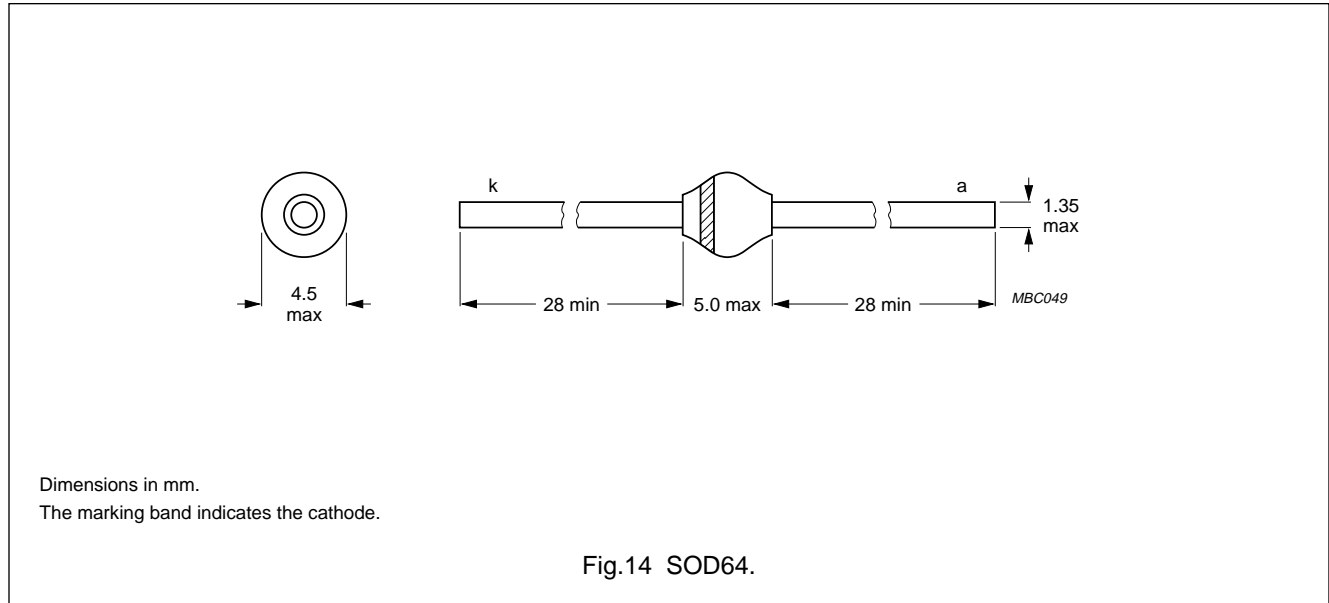 k
a
1.35
max
4.5
max
28 min
5.0 max
28 min
MBC049
Dimensions in mm.
The marking band indicates the cathode.
Fig.14 SOD64.